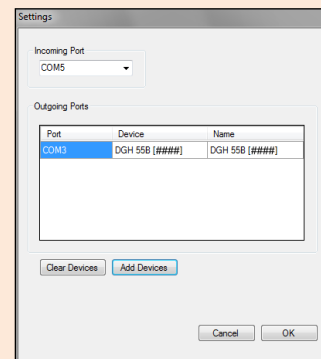 Settings
Incoming Port
COM5
Outgoing Ports
Port Device Name
COM3 DGH 55B [####] DGH 55B [####]
Clear Devices Add Devices
Cancel OK